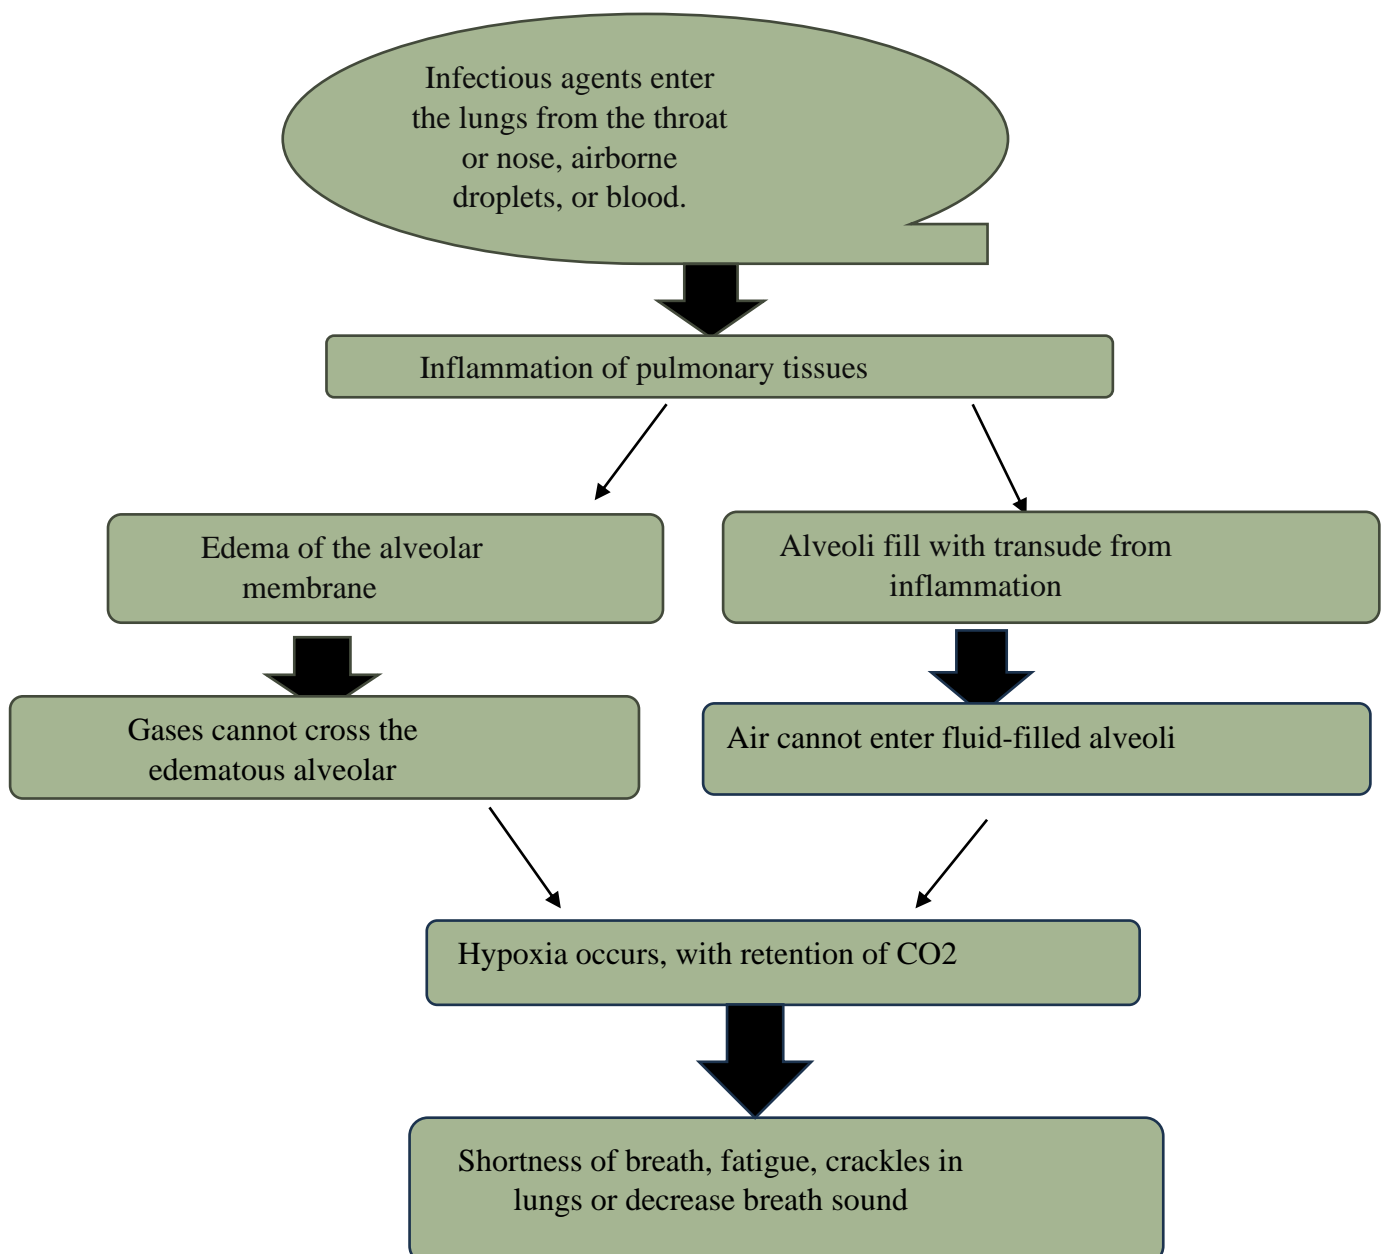 Infectious agents enter
the lungs from the throat
or nose, airborne
droplets, or blood.
Inflammation of pulmonary tissues
Edema of the alveolar
membrane
Alveoli fill with transude from
inflammation
Gases cannot cross the
edematous alveolar
Air cannot enter fluid-filled alveoli
Hypoxia occurs, with retention of CO2
Shortness of breath, fatigue, crackles in
lungs or decrease breath sound